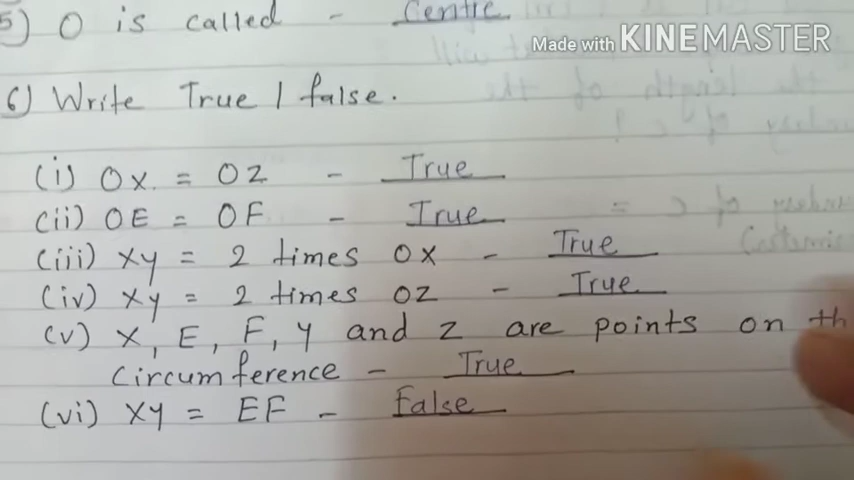 5) O is called - Centre
Made with KINEMASTER
6) Write True / false.
(i) OX = OZ - True
(ii) OE = OF - True
(iii) XY = 2 times OX - True
(iv) XY = 2 times OZ - True
(v) X, E, F, Y and Z are points on th
Circumference - True
(vi) XY = EF - False